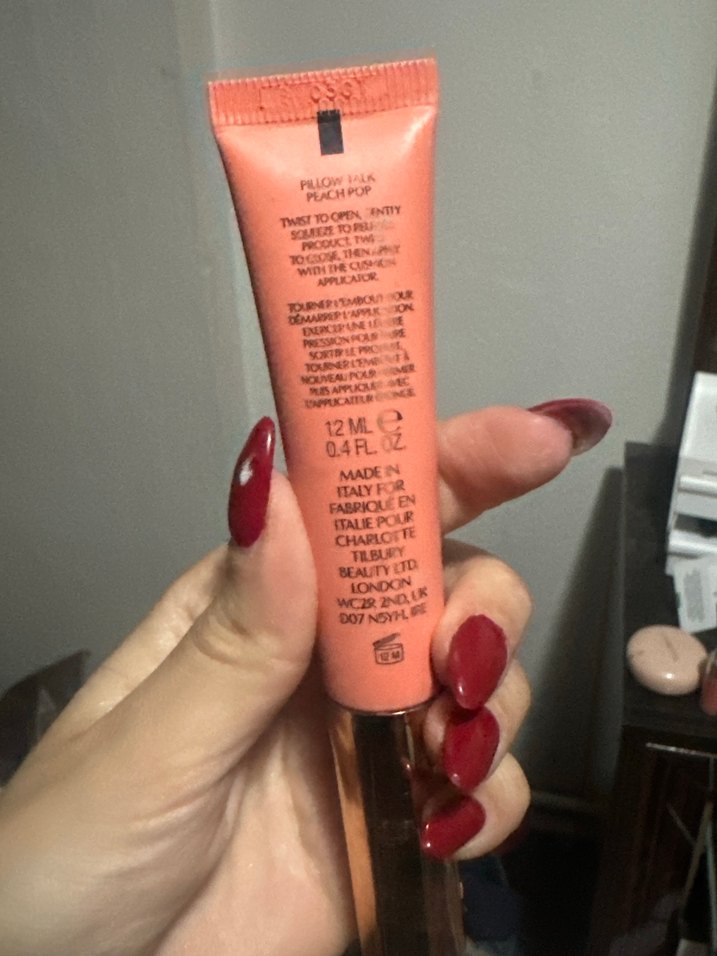 PILLOW TALK
PEACH POP
TWIST TO OPEN, GENTLY
SQUEEZE TO RELEASE
PRODUCT, TWIST
TO CLOSE, THEN APPLY
WITH THE CUSHION
APPLICATOR.
TOURNER L'EMBOUT POUR
DÉMARRER L'APPLICATION.
EXERCER UNE LÉGÈRE
PRESSION POUR FAIRE
SORTIR LE PRODUIT.
TOURNER L'EMBOUT À
NOUVEAU POUR FERMER
PUIS APPLIQUER AVEC
L'APPLICATEUR ÉPONGE.
12 ML ℮
0.4 FL. OZ.
MADE IN
ITALY FOR
FABRIQUÉ EN
ITALIE POUR
CHARLOTTE
TILBURY
BEAUTY LTD,
LONDON
WC2R 2ND, UK
D07 N5YH, IRE
12 M